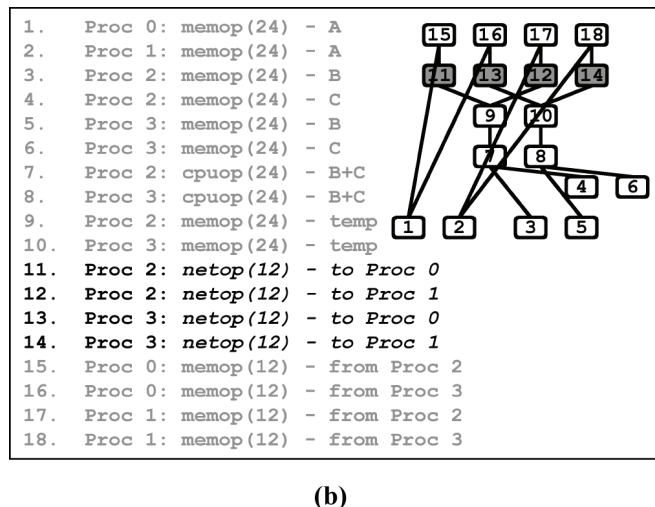 1. Proc 0: memop(24) - A
2. Proc 1: memop(24) - A
3. Proc 2: memop(24) - B
4. Proc 2: memop(24) - C
5. Proc 3: memop(24) - B
6. Proc 3: memop(24) - C
7. Proc 2: cpuop(24) - B+C
8. Proc 3: cpuop(24) - B+C
9. Proc 2: memop(24) - temp
10. Proc 3: memop(24) - temp
11. Proc 2: netop(12) - to Proc 0
12. Proc 2: netop(12) - to Proc 1
13. Proc 3: netop(12) - to Proc 0
14. Proc 3: netop(12) - to Proc 1
15. Proc 0: memop(12) - from Proc 2
16. Proc 0: memop(12) - from Proc 3
17. Proc 1: memop(12) - from Proc 2
18. Proc 1: memop(12) - from Proc 3
15 16 17 18
11 13 12 14
9 10
7 8
4 6
1 2 3 5
(b)